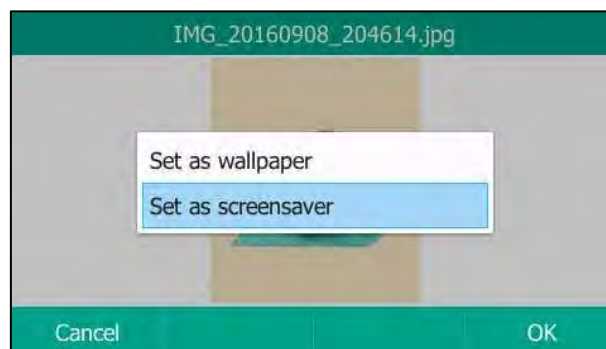 IMG_20160908_204614.jpg
Set as wallpaper
Set as screensaver
Cancel
OK